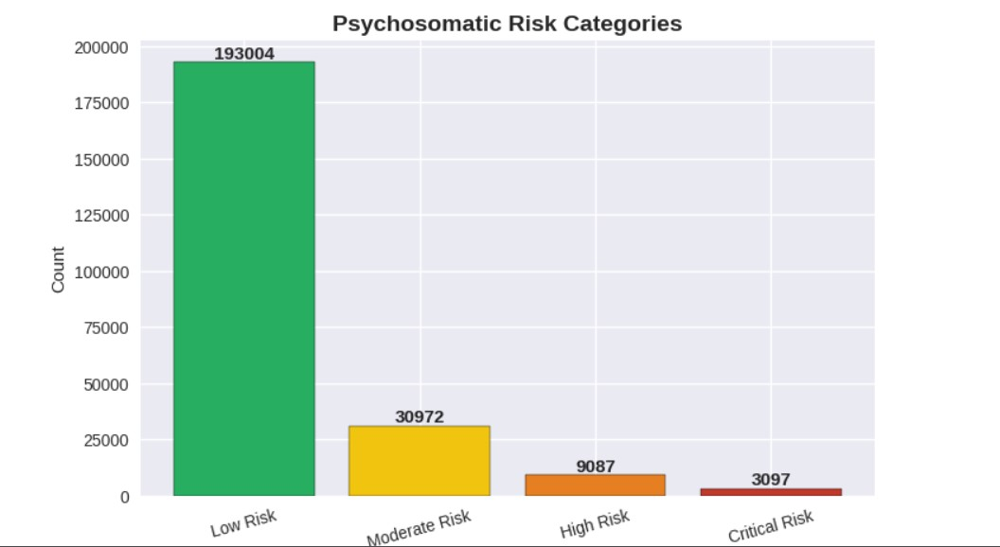 Psychosomatic Risk Categories
200000
175000
150000
125000
100000
75000
50000
25000
0
Count
193004
30972
9087
3097
Low Risk
Moderate Risk
High Risk
Critical Risk